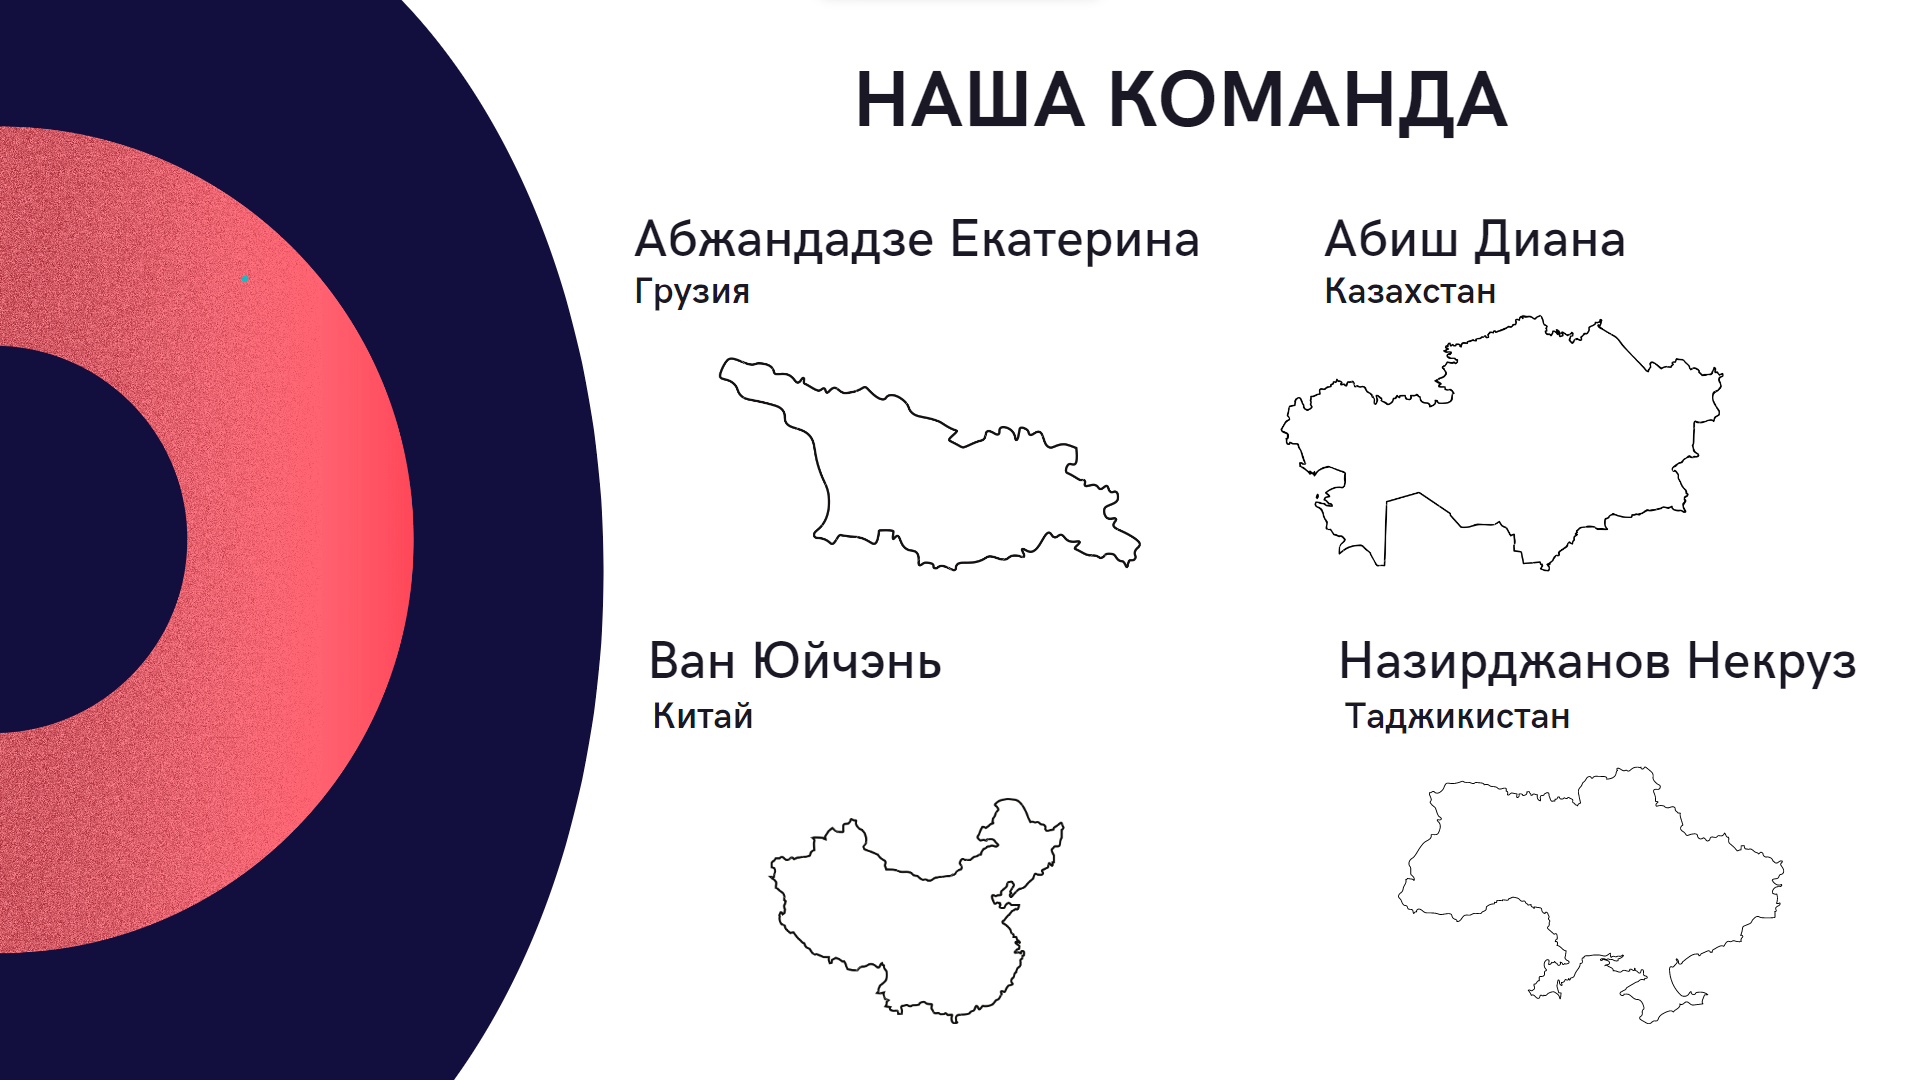 НАША КОМАНДА
Абжандадзе Екатерина
Грузия
Абиш Диана
Казахстан
Ван Юйчэнь
Китай
Назирджанов Некруз
Таджикистан